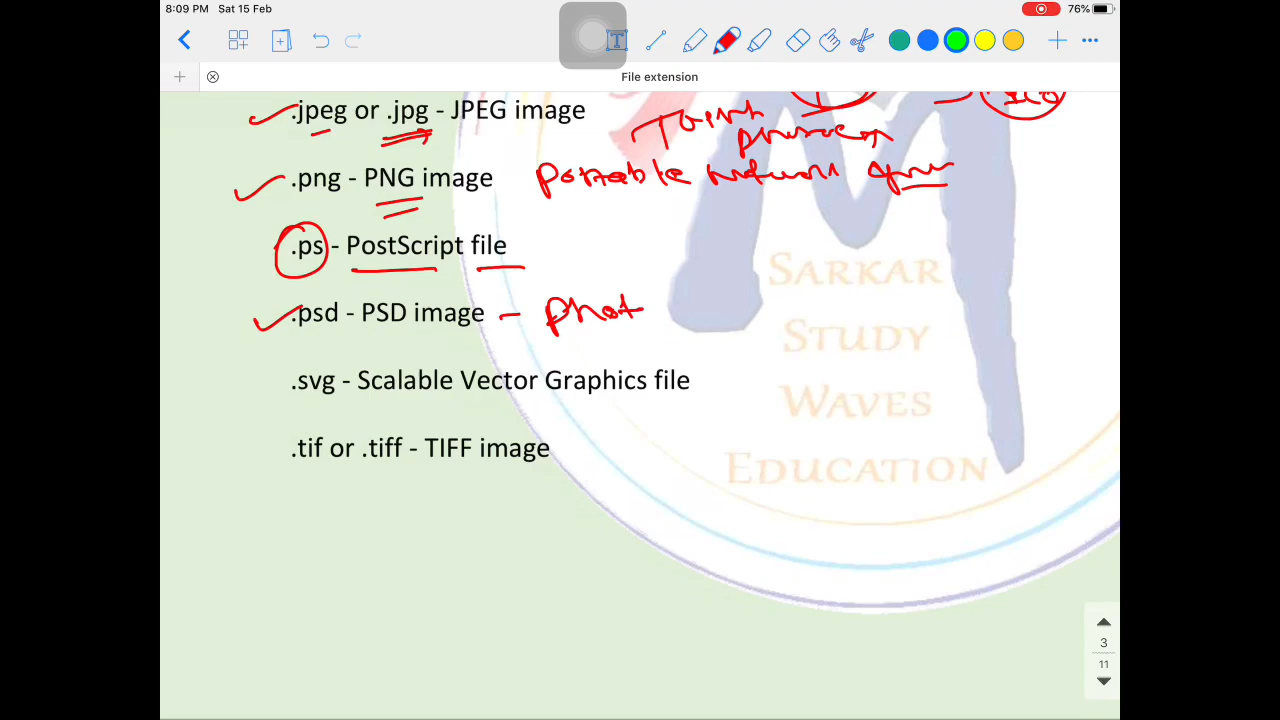 8:09 PM Sat 15 Feb 76%
T
File extension
.jpeg or .jpg - JPEG image
Joint
.png - PNG image portable network
.ps - PostScript file
.psd - PSD image - phot
.svg - Scalable Vector Graphics file
.tif or .tiff - TIFF image
SARKAR
STUDY
WAVES
EDUCATION
3
11